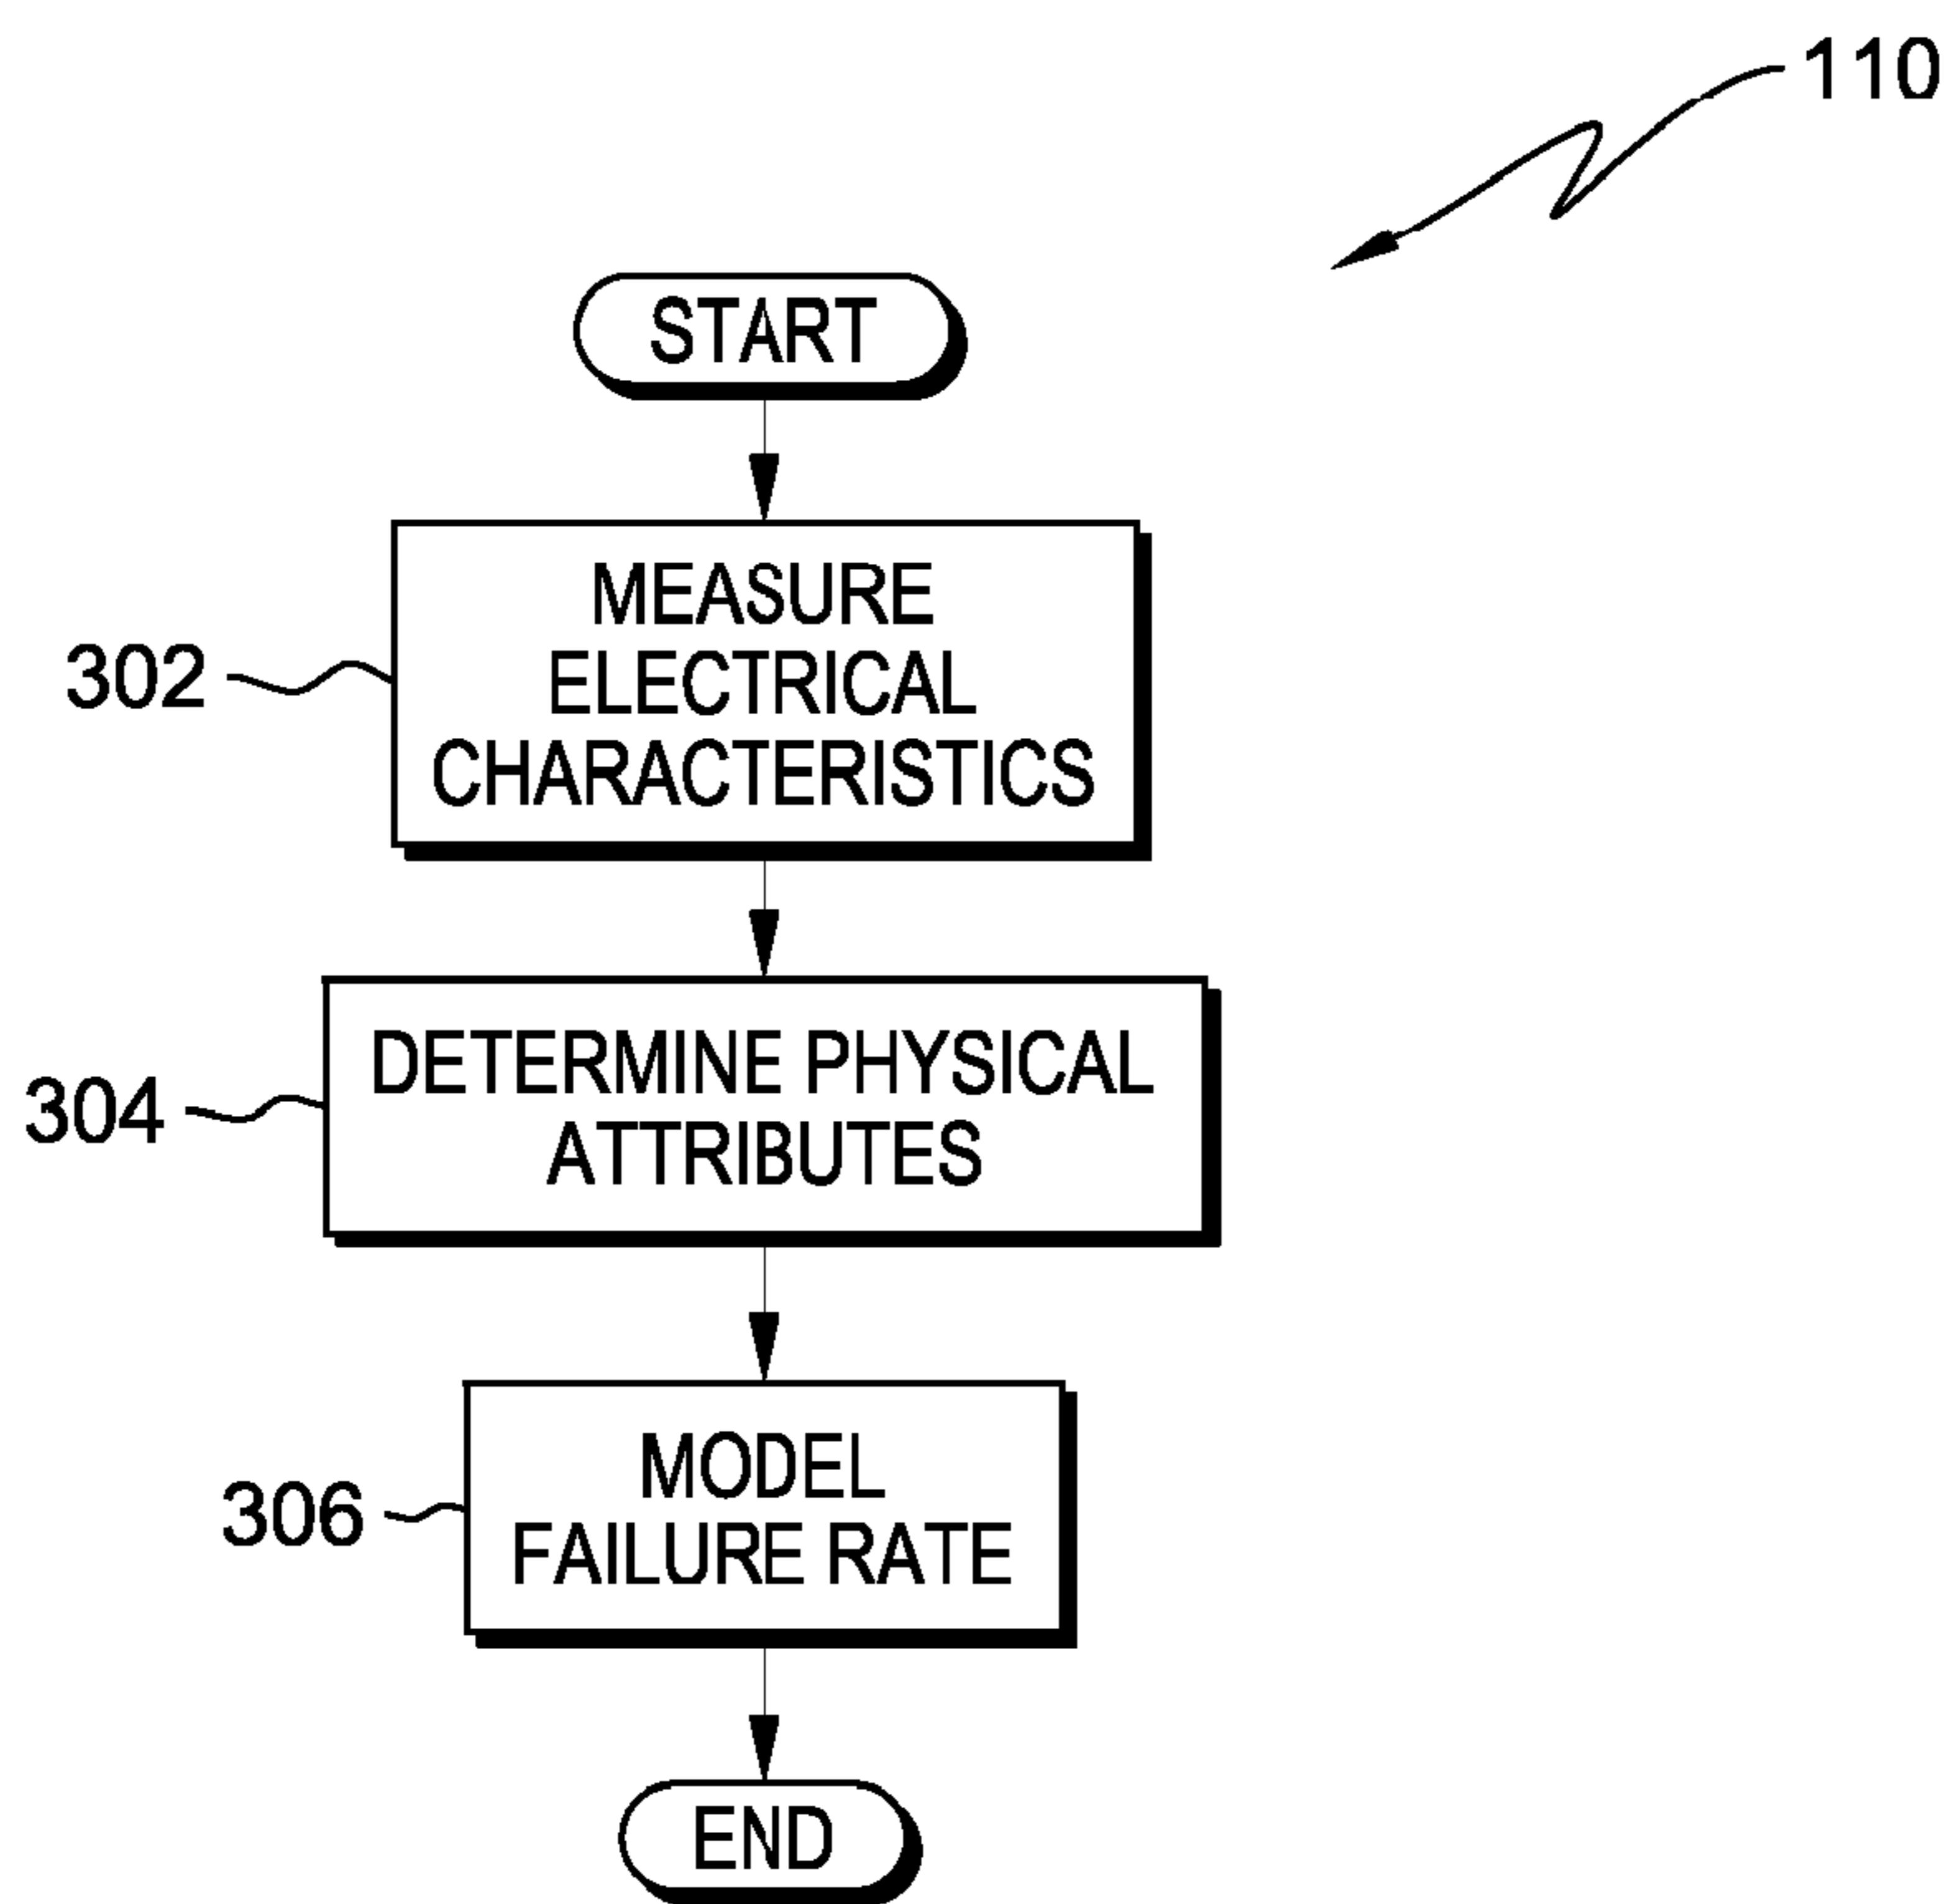 110
START
302
MEASURE
ELECTRICAL
CHARACTERISTICS
304
DETERMINE PHYSICAL
ATTRIBUTES
306
MODEL
FAILURE RATE
END